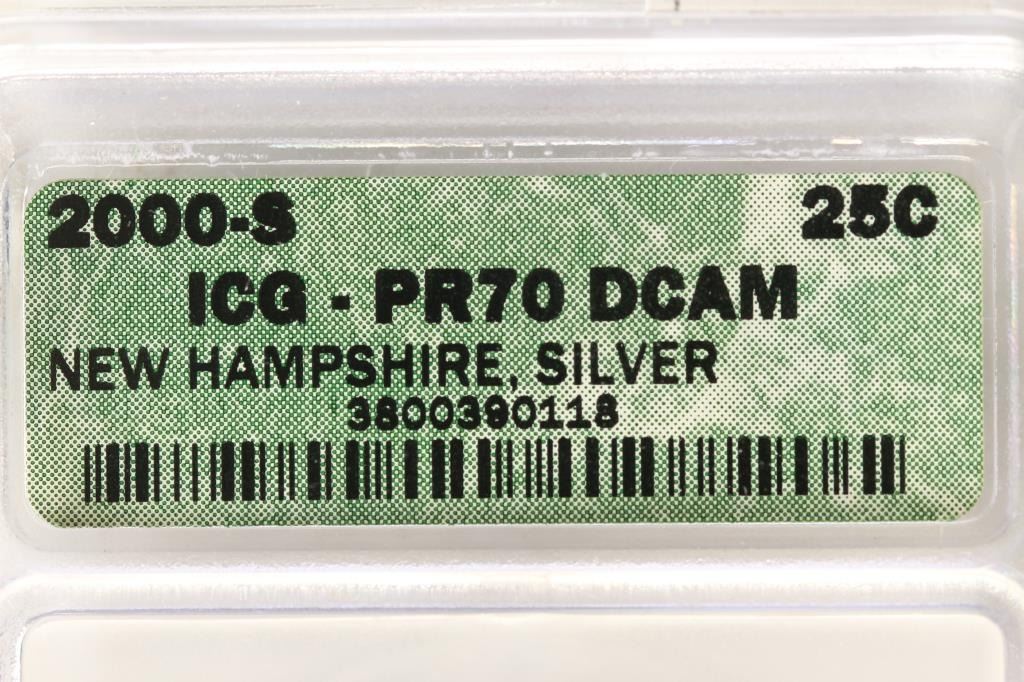 2000-S 25C
ICG - PR70 DCAM
NEW HAMPSHIRE, SILVER
3800390118